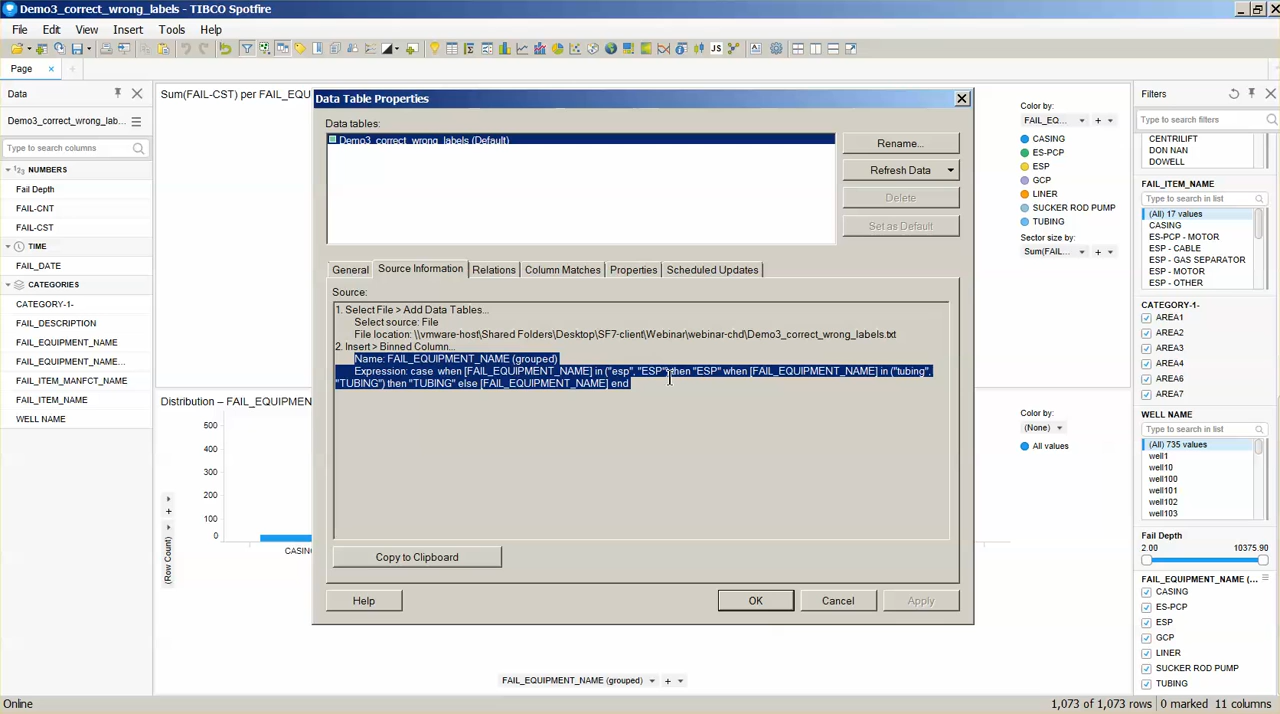 Demo3_correct_wrong_labels - TIBCO Spotfire
File Edit View Insert Tools Help
JS
Page
Data
Demo3_correct_wrong_lab...
Type to search columns
NUMBERS
Fail Depth
FAIL-CNT
FAIL-CST
TIME
FAIL_DATE
CATEGORIES
CATEGORY-1-
FAIL_DESCRIPTION
FAIL_EQUIPMENT_NAME
FAIL_EQUIPMENT_NAME...
FAIL_ITEM_MANFCT_NAME
FAIL_ITEM_NAME
WELL NAME
Sum(FAIL-CST) per FAIL_EQ
Distribution – FAIL_EQUIPMEN
500
400
300
200
100
0
(Row Count)
CASING
FAIL_EQUIPMENT_NAME (grouped)
Data Table Properties
Data tables:
Demo3_correct_wrong_labels (Default)
Rename...
Refresh Data
Delete
Set as Default
General
Source Information
Relations
Column Matches
Properties
Scheduled Updates
Source:
1. Select File > Add Data Tables...
Select source: File
File location: \\vmware-host\Shared Folders\Desktop\SF7-client\Webinar\webinar-chd\Demo3_correct_wrong_labels.txt
2. Insert > Binned Column...
Name: FAIL_EQUIPMENT_NAME (grouped)
Expression: case  when [FAIL_EQUIPMENT_NAME] in ("esp", "ESP") then "ESP" when [FAIL_EQUIPMENT_NAME] in ("tubing",
"TUBING") then "TUBING" else [FAIL_EQUIPMENT_NAME] end
Copy to Clipboard
Help
OK
Cancel
Apply
Color by:
FAIL_EQ...
CASING
ES-PCP
ESP
GCP
LINER
SUCKER ROD PUMP
TUBING
Sector size by:
Sum(FAIL...
Color by:
(None)
All values
Filters
Type to search filters
CENTRILIFT
DON NAN
DOWELL
FAIL_ITEM_NAME
Type to search in list
(All) 17 values
CASING
ES-PCP - MOTOR
ESP - CABLE
ESP - GAS SEPARATOR
ESP - MOTOR
ESP - OTHER
CATEGORY-1-
AREA1
AREA2
AREA3
AREA4
AREA6
AREA7
WELL NAME
Type to search in list
(All) 735 values
well1
well10
well100
well101
well102
well103
Fail Depth
2.00 10375.90
FAIL_EQUIPMENT_NAME (...
CASING
ES-PCP
ESP
GCP
LINER
SUCKER ROD PUMP
TUBING
Online
1,073 of 1,073 rows 0 marked 11 columns